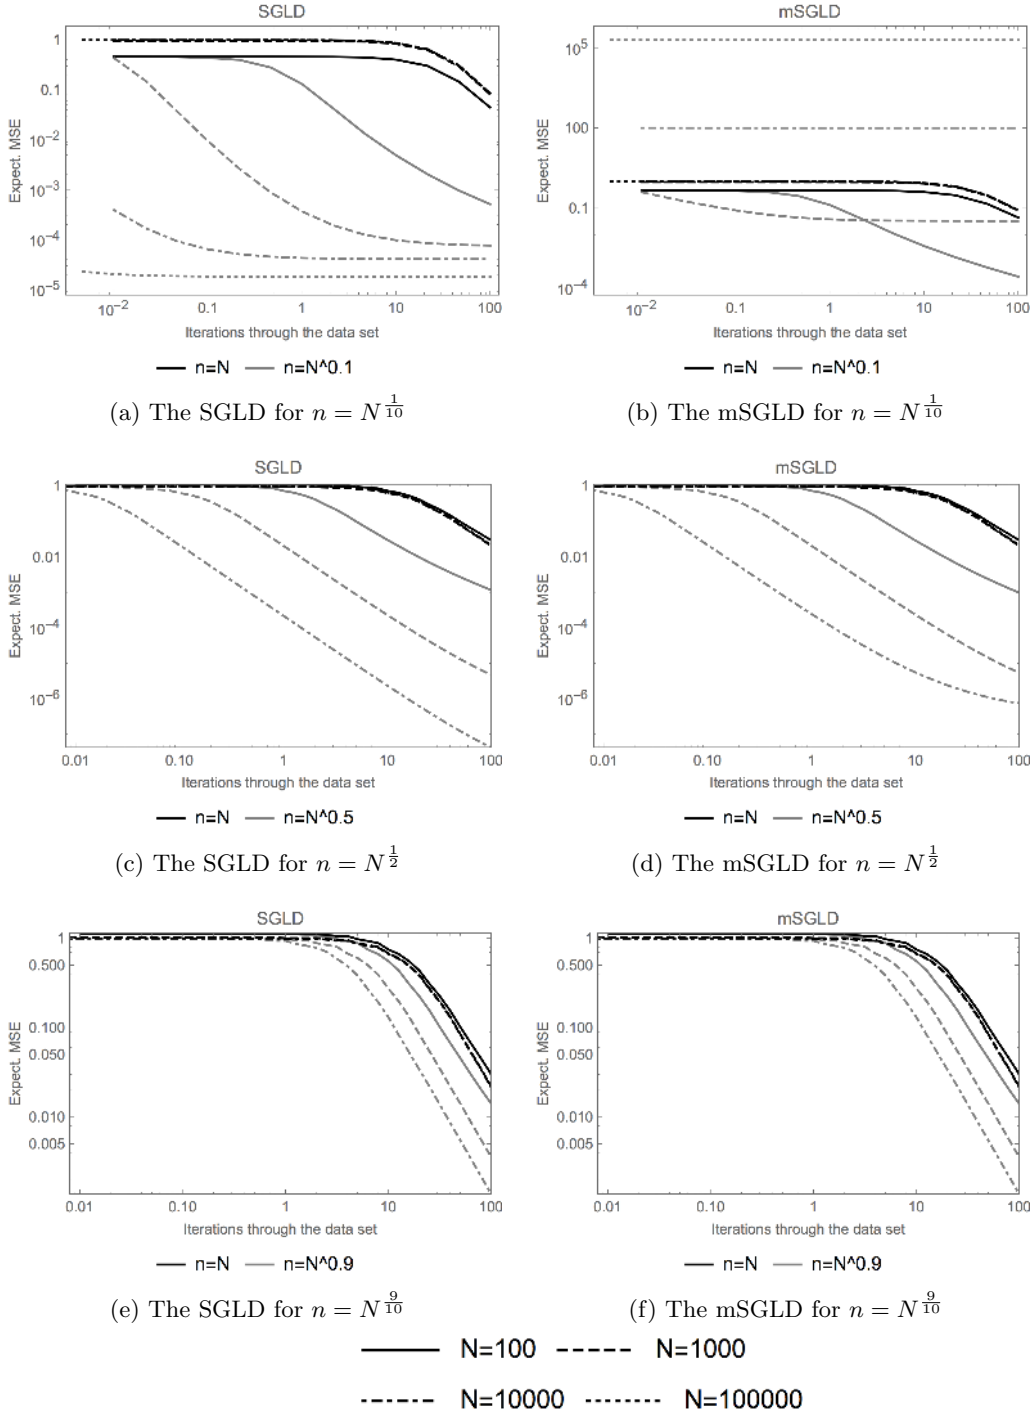 SGLD
mSGLD
Expect. MSE
1
0.1
10^-2
10^-3
10^-4
10^-5
10^-2
0.1
1
10
100
Iterictions through the data set
n=N n=N^0.1
(a) The SGLD for n = N^{1/10}
Expect. MSE
10^5
100
0.1
10^-4
10^-2
0.1
1
10
100
Iterictions through the data set
n=N n=N^0.1
(b) The mSGLD for n = N^{1/10}
SGLD
mSGLD
Expect. MSE
1
0.01
10^-4
10^-6
0.01
0.10
1
10
100
Iterations through the data set
n=N n=N^0.5
(c) The SGLD for n = N^{1/2}
Expect. MSE
1
0.01
10^-4
10^-6
0.01
0.10
1
10
100
Iterations through the data set
n=N n=N^0.5
(d) The mSGLD for n = N^{1/2}
SGLD
mSGLD
Expect. MSE
1
0.500
0.100
0.050
0.010
0.005
0.01
0.10
1
10
100
Iterations through the data set
n=N n=N^0.9
(e) The SGLD for n = N^{9/10}
Expect. MSE
1
0.500
0.100
0.050
0.010
0.005
0.01
0.10
1
10
100
Iterations through the data set
n=N n=N^0.9
(f) The mSGLD for n = N^{9/10}
N=100 N=1000
N=10000 N=100000